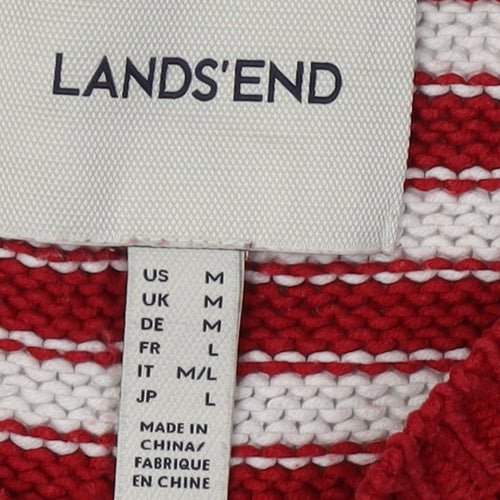 LANDS'END
US M
UK M
DE M
FR L
IT M/L
JP L
MADE IN
CHINA/
FABRIQUE
EN CHINE